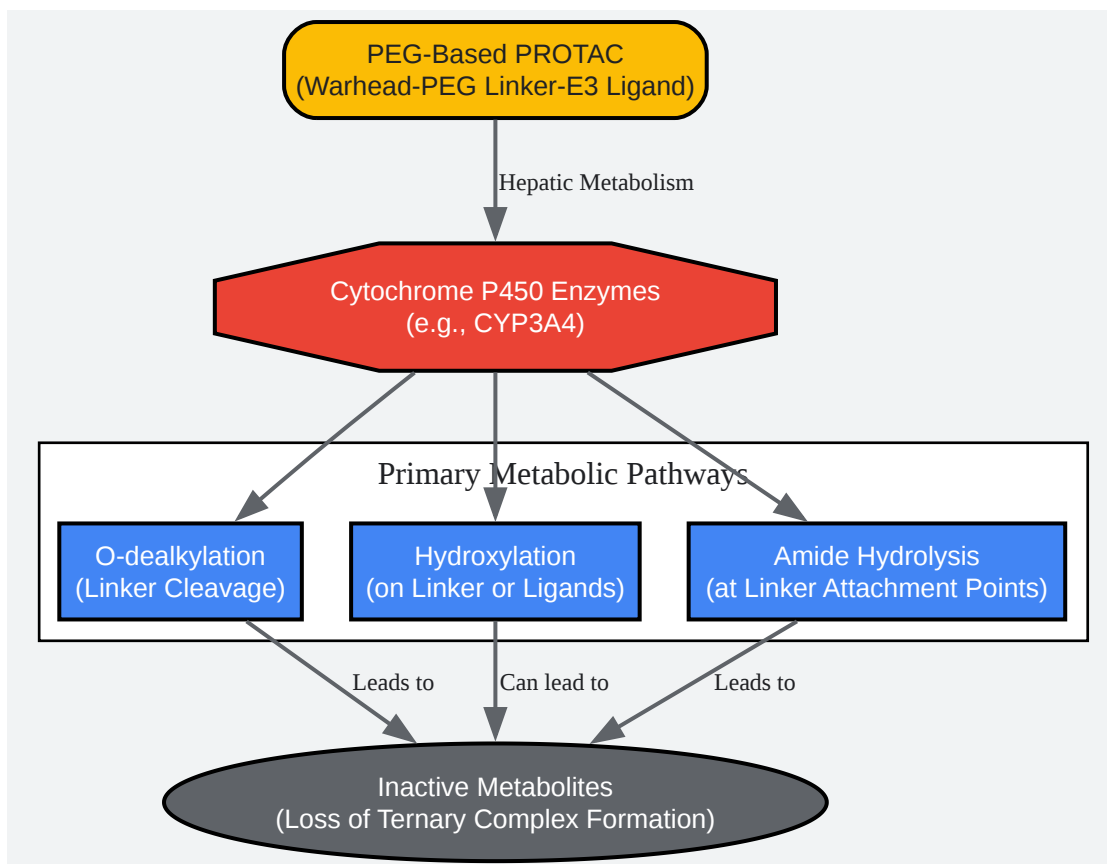 PEG-Based PROTAC
(Warhead-PEG Linker-E3 Ligand)
Hepatic Metabolism
Cytochrome P450 Enzymes
(e.g., CYP3A4)
Primary Metabolic Pathways
O-dealkylation
(Linker Cleavage)
Hydroxylation
(on Linker or Ligands)
Amide Hydrolysis
(at Linker Attachment Points)
Leads to
Can lead to
Leads to
Inactive Metabolites
(Loss of Ternary Complex Formation)